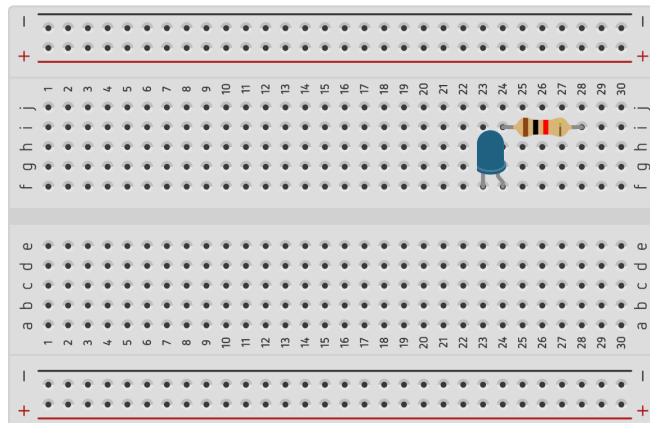 − −
+ +
1 2 3 4 5 6 7 8 9 10 11 12 13 14 15 16 17 18 19 20 21 22 23 24 25 26 27 28 29 30
j j
i i
h h
g g
f f
e e
d d
c c
b b
a a
1 2 3 4 5 6 7 8 9 10 11 12 13 14 15 16 17 18 19 20 21 22 23 24 25 26 27 28 29 30
− −
+ +